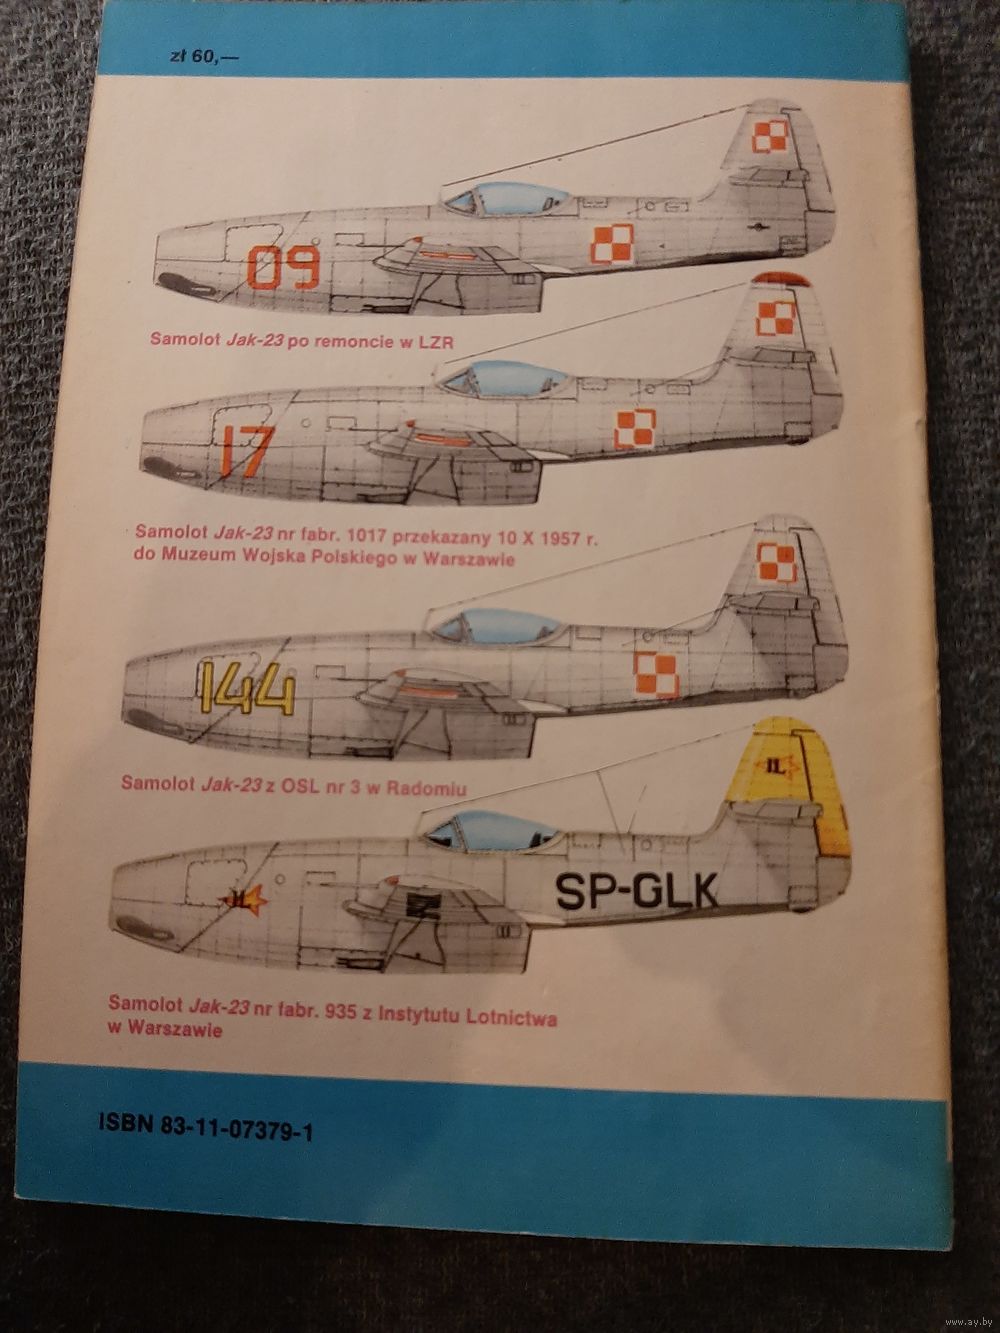 zł 60,—
09
Samolot Jak-23 po remoncie w LZR
17
Samolot Jak-23 nr fabr. 1017 przekazany 10 X 1957 r.
do Muzeum Wojska Polskiego w Warszawie
144
Samolot Jak-23 z OSL nr 3 w Radomiu
IL
IL
SP-GLK
Samolot Jak-23 nr fabr. 935 z Instytutu Lotnictwa
w Warszawie
ISBN 83-11-07379-1
www.ay.by